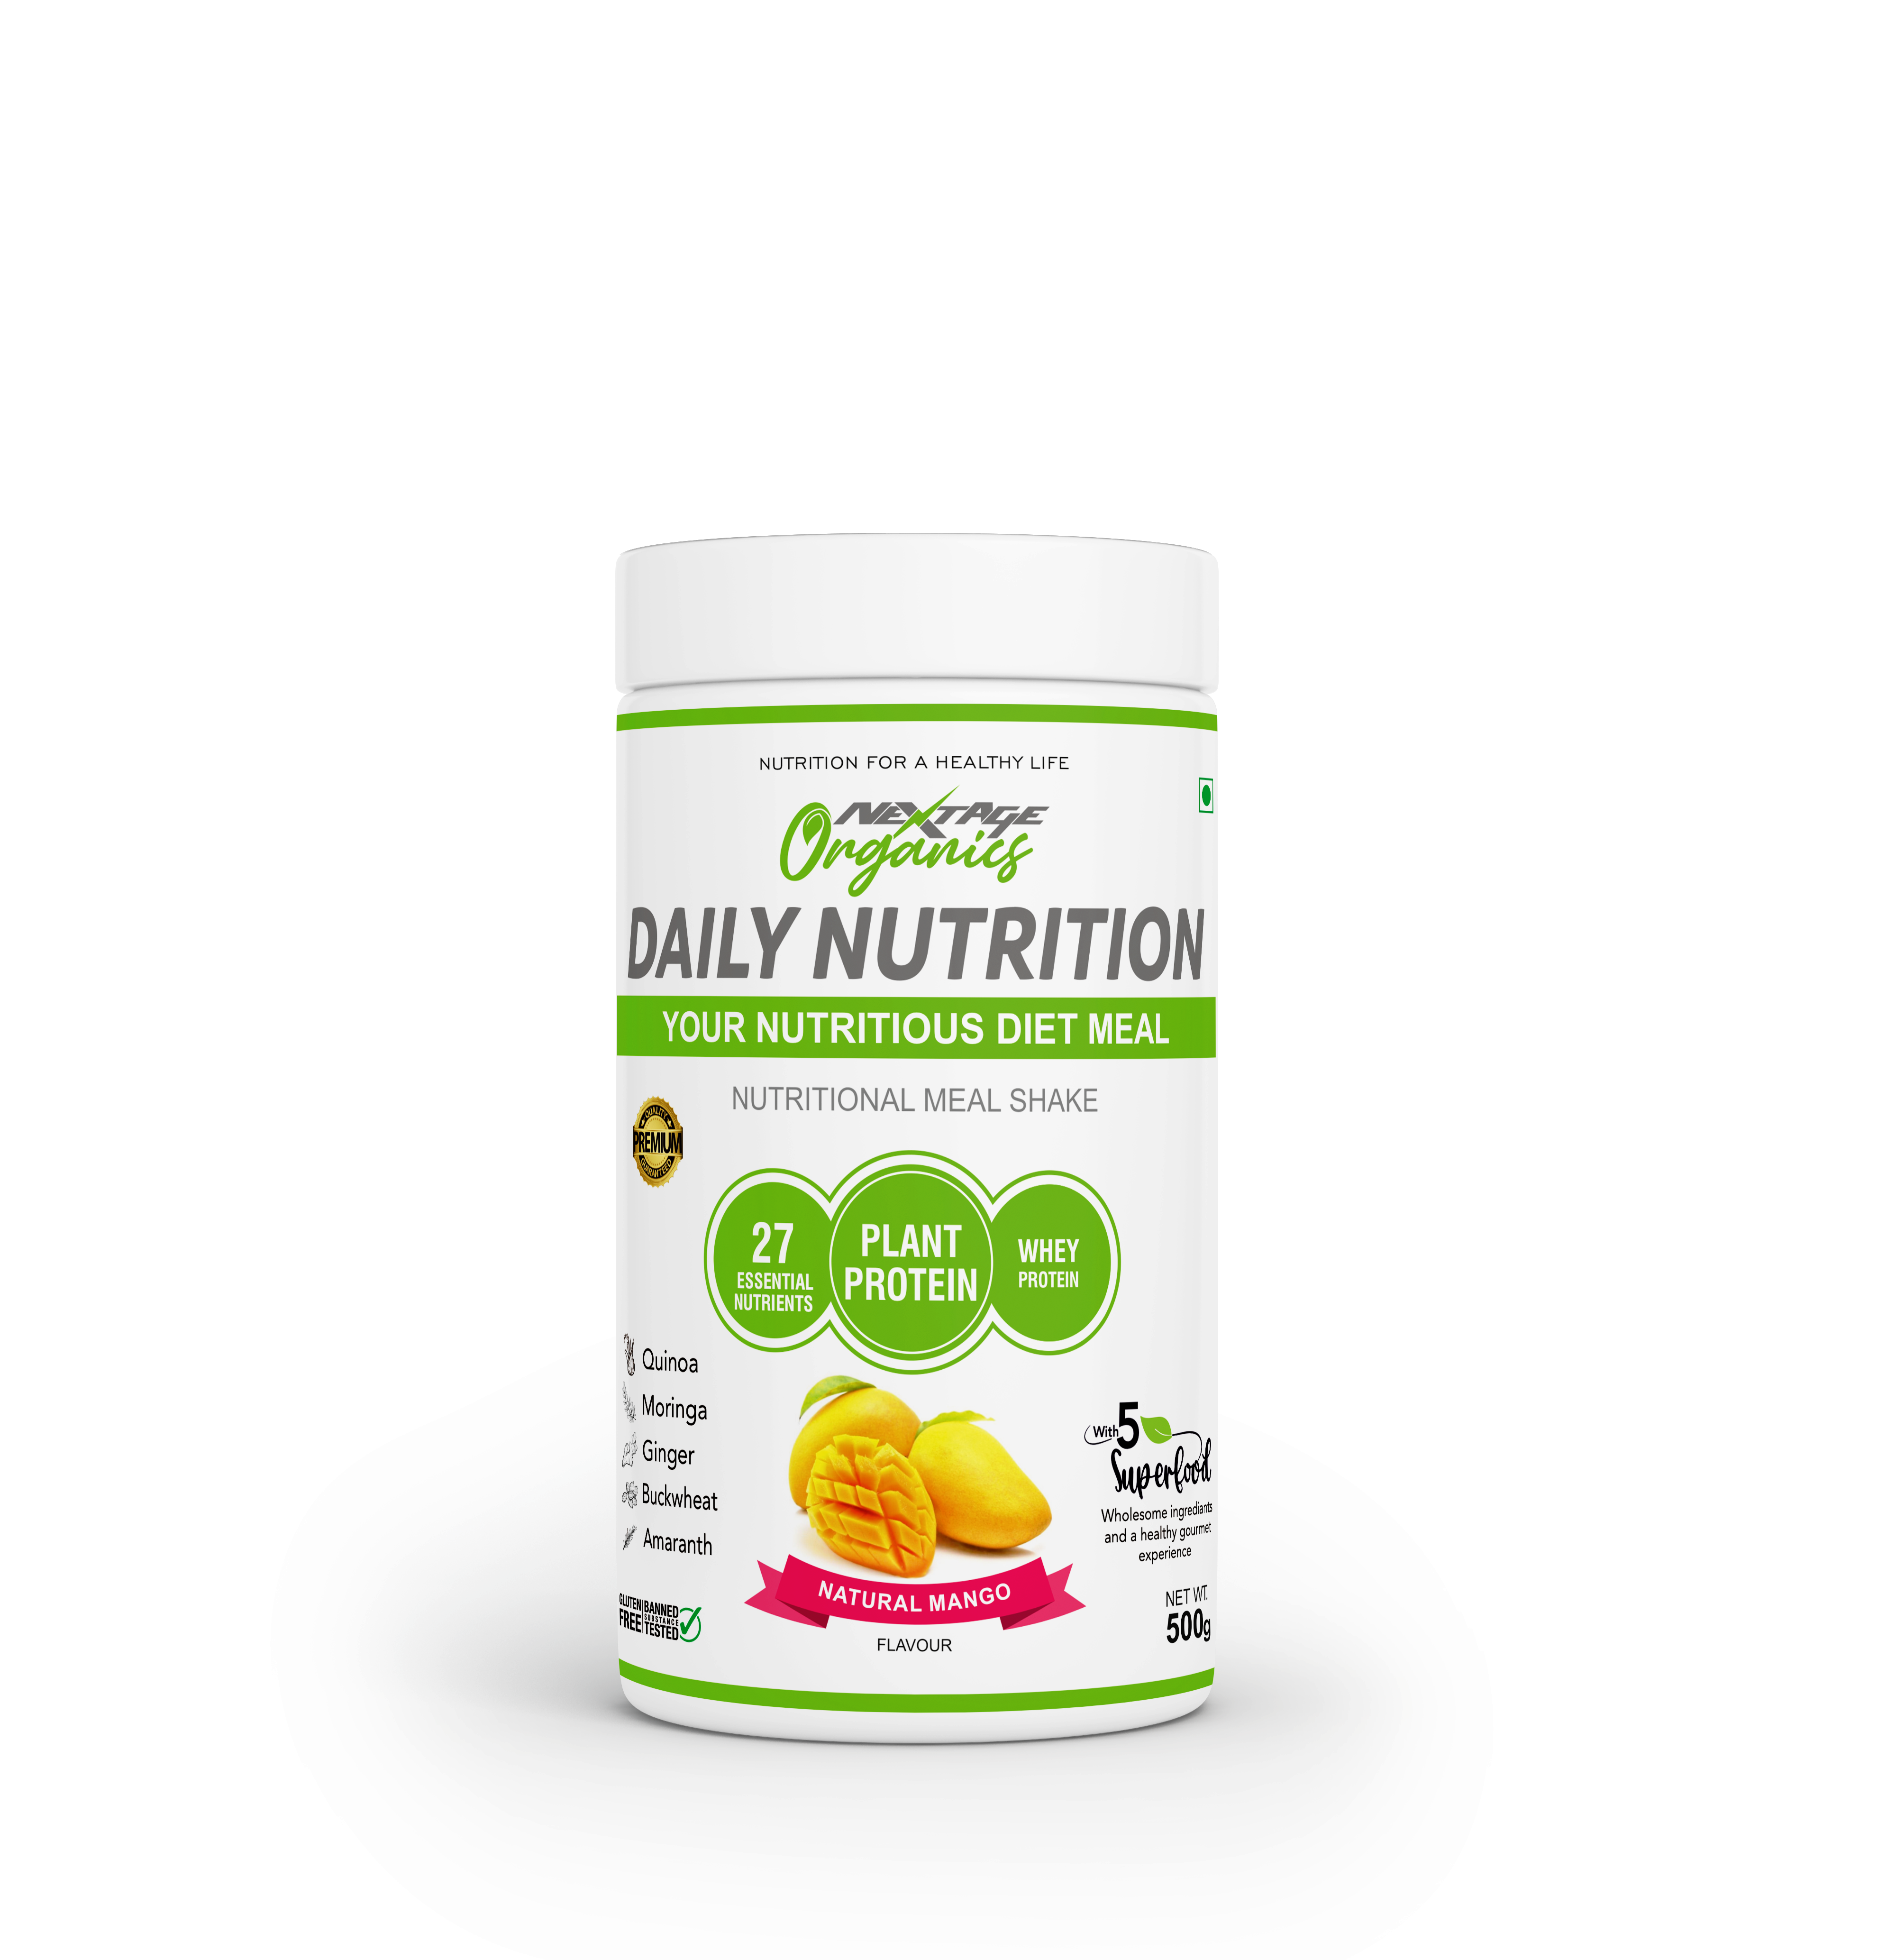 NUTRITION FOR A HEALTHY LIFE
NEXTAGE
Organics
DAILY NUTRITION
YOUR NUTRITIOUS DIET MEAL
NUTRITIONAL MEAL SHAKE
QUALITY
PREMIUM
GUARANTEED
27
ESSENTIAL
NUTRIENTS
PLANT
PROTEIN
WHEY
PROTEIN
Quinoa
Moringa
Ginger
Buckwheat
Amaranth
With 5
Superfood
Wholesome ingrediants
and a healthy gourmet
experience
GLUTEN
FREE
BANNED
SUBSTANCE
TESTED
NATURAL MANGO
FLAVOUR
NET WT.
500g